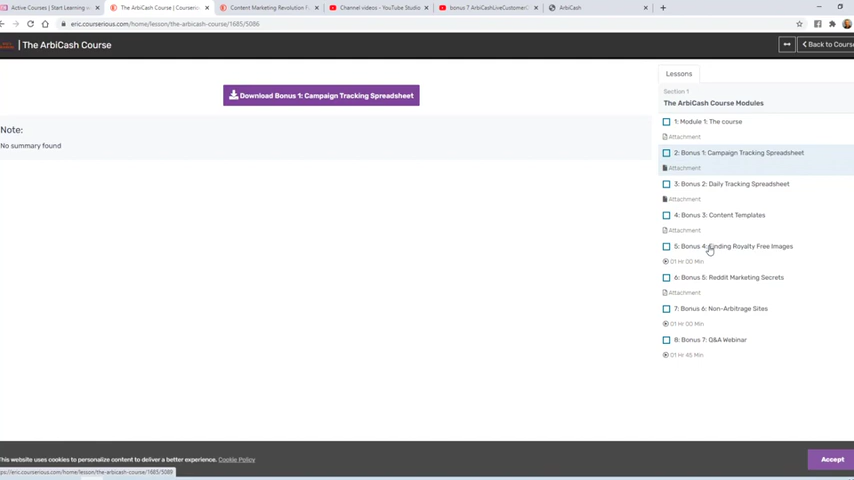 Active Courses | Start Learning w
The ArbiCash Course | Courserio
Content Marketing Revolution F
Channel videos - YouTube Studio
bonus 7 ArbiCashLiveCustomer
ArbiCash
eric.courserious.com/home/lesson/the-arbicash-course/1685/5086
| The ArbiCash Course
Back to Course
Download Bonus 1: Campaign Tracking Spreadsheet
Note:
No summary found
Lessons
Section 1
The ArbiCash Course Modules
1: Module 1: The course
Attachment
2: Bonus 1: Campaign Tracking Spreadsheet
Attachment
3: Bonus 2: Daily Tracking Spreadsheet
Attachment
4: Bonus 3: Content Templates
Attachment
5: Bonus 4: Finding Royalty Free Images
01 Hr 00 Min
6: Bonus 5: Reddit Marketing Secrets
Attachment
7: Bonus 6: Non-Arbitrage Sites
01 Hr 00 Min
8: Bonus 7: Q&A Webinar
01 Hr 45 Min
This website uses cookies to personalize content to deliver a better experience. Cookie Policy
Accept
ps://eric.courserious.com/home/lesson/the-arbicash-course/1685/5089